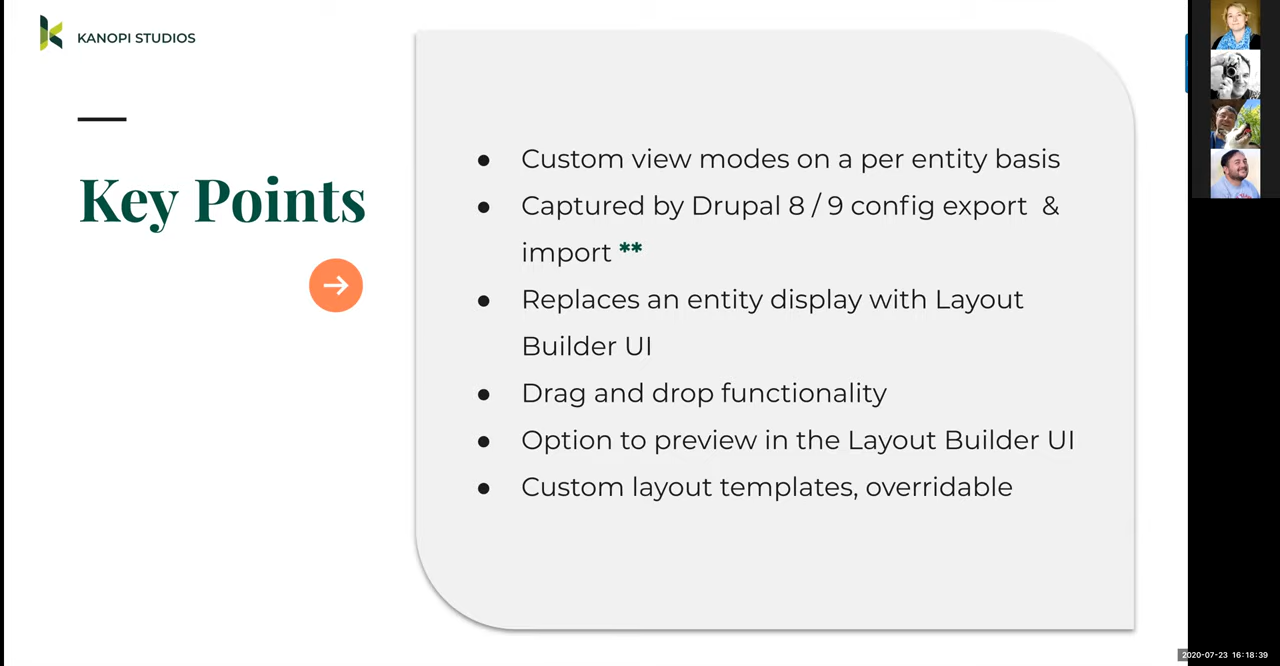 KANOPI STUDIOS
Key Points
● Custom view modes on a per entity basis
● Captured by Drupal 8 / 9 config export & 
import **
● Replaces an entity display with Layout
Builder UI
● Drag and drop functionality
● Option to preview in the Layout Builder UI
● Custom layout templates, overridable
2020-07-23 16:18:39